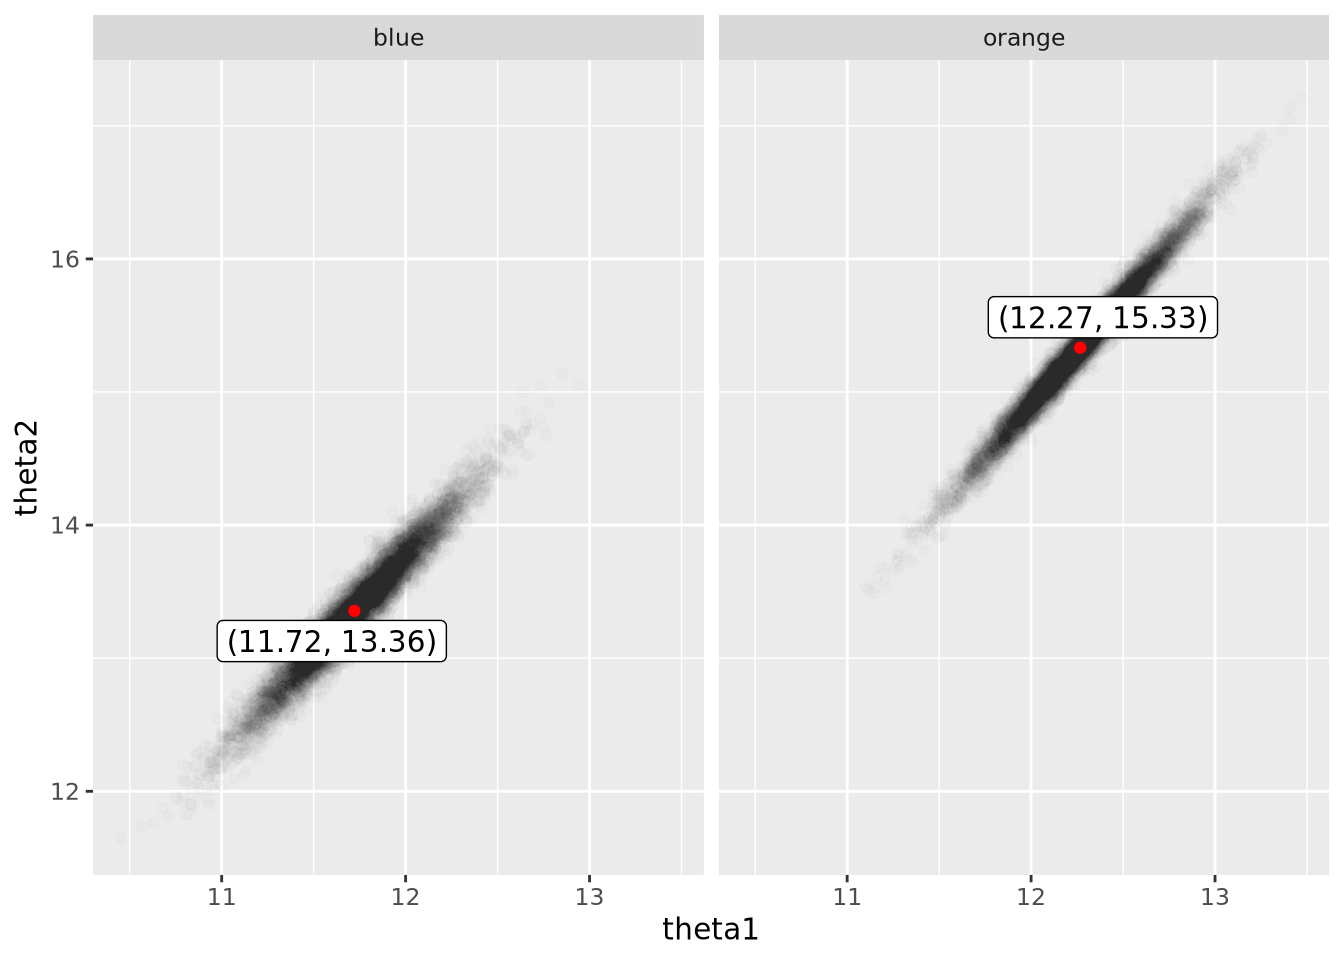 blue
orange
theta2
16
14
12
(12.27, 15.33)
(11.72, 13.36)
11
12
13
11
12
13
theta1